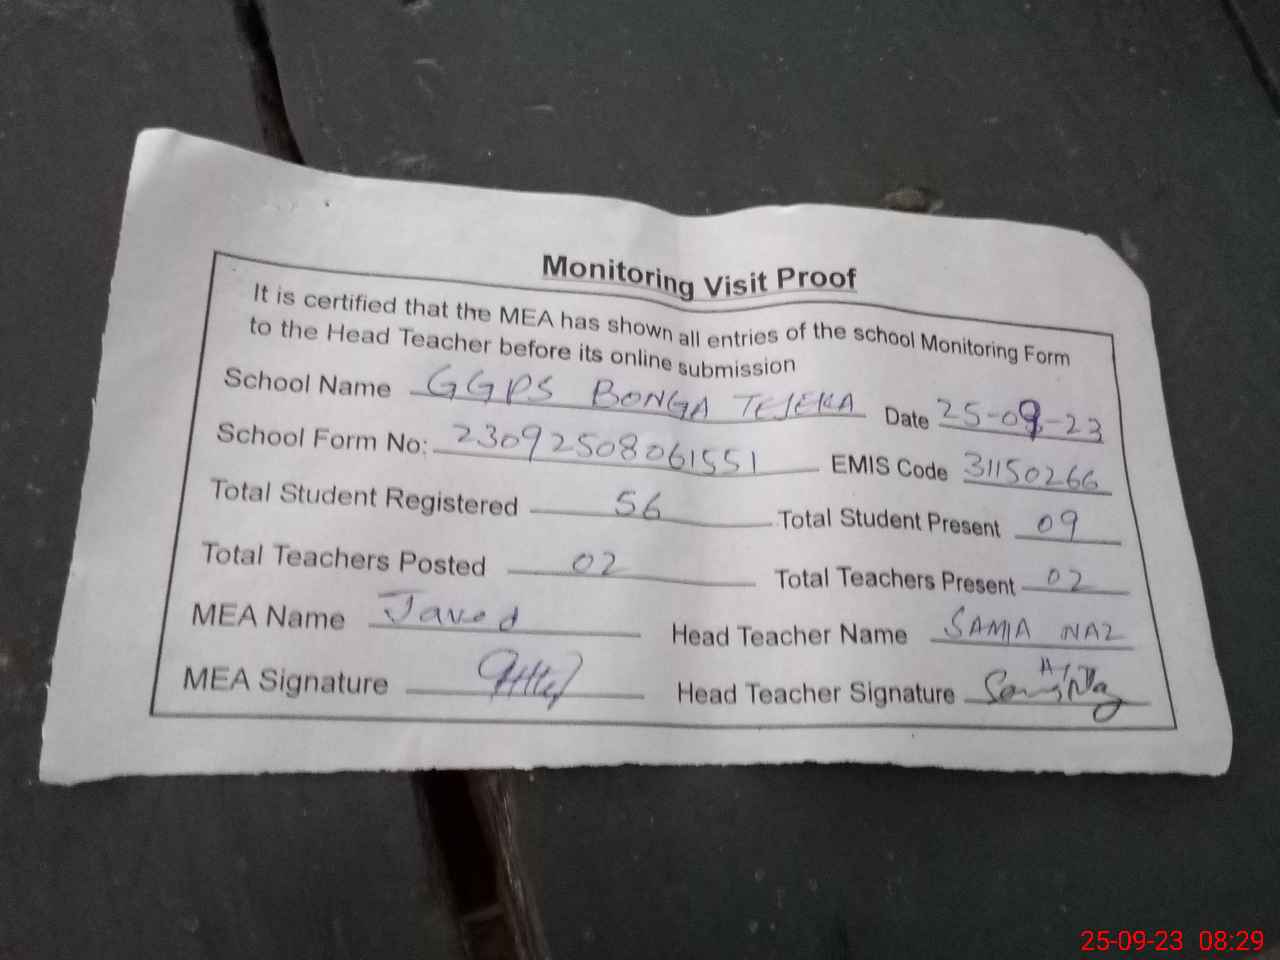 Monitoring Visit Proof
It is certified that the MEA has shown all entries of the school Monitoring Form
to the Head Teacher before its online submission
School Name GGPS BONGA TEJEKA Date 25-09-23
School Form No: 2309250806 1551 EMIS Code 31150266
Total Student Registered 56 Total Student Present 09
Total Teachers Posted 02 Total Teachers Present 02
MEA Name Javed Head Teacher Name SAMIA NAZ
MEA Signature Head Teacher Signature
25-09-23 08:29